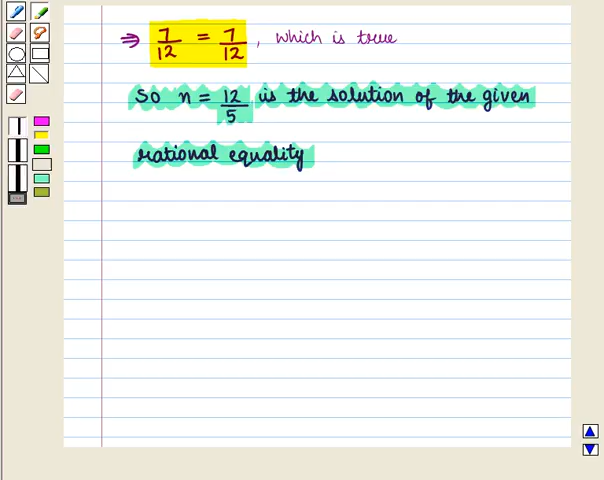 ⇒ 7/12 = 7/12, which is true
So n = 12/5 is the solution of the given
rational equality